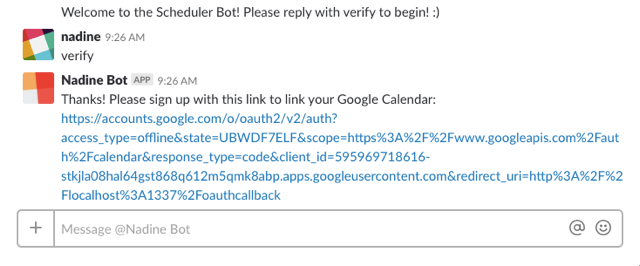 Welcome to the Scheduler Bot! Please reply with verify to begin! :)
nadine 9:26 AM
verify
Nadine Bot APP 9:26 AM
Thanks! Please sign up with this link to link your Google Calendar:
https://accounts.google.com/o/oauth2/v2/auth?
access_type=offline&state=UBWDF7ELF&scope=https%3A%2F%2Fwww.googleapis.com%2Faut
h%2Fcalendar&response_type=code&client_id=595969718616-
stkjla08hal64gst868q612m5qmk8abp.apps.googleusercontent.com&redirect_uri=http%3A%2F%2
Flocalhost%3A1337%2Foauthcallback
Message @Nadine Bot